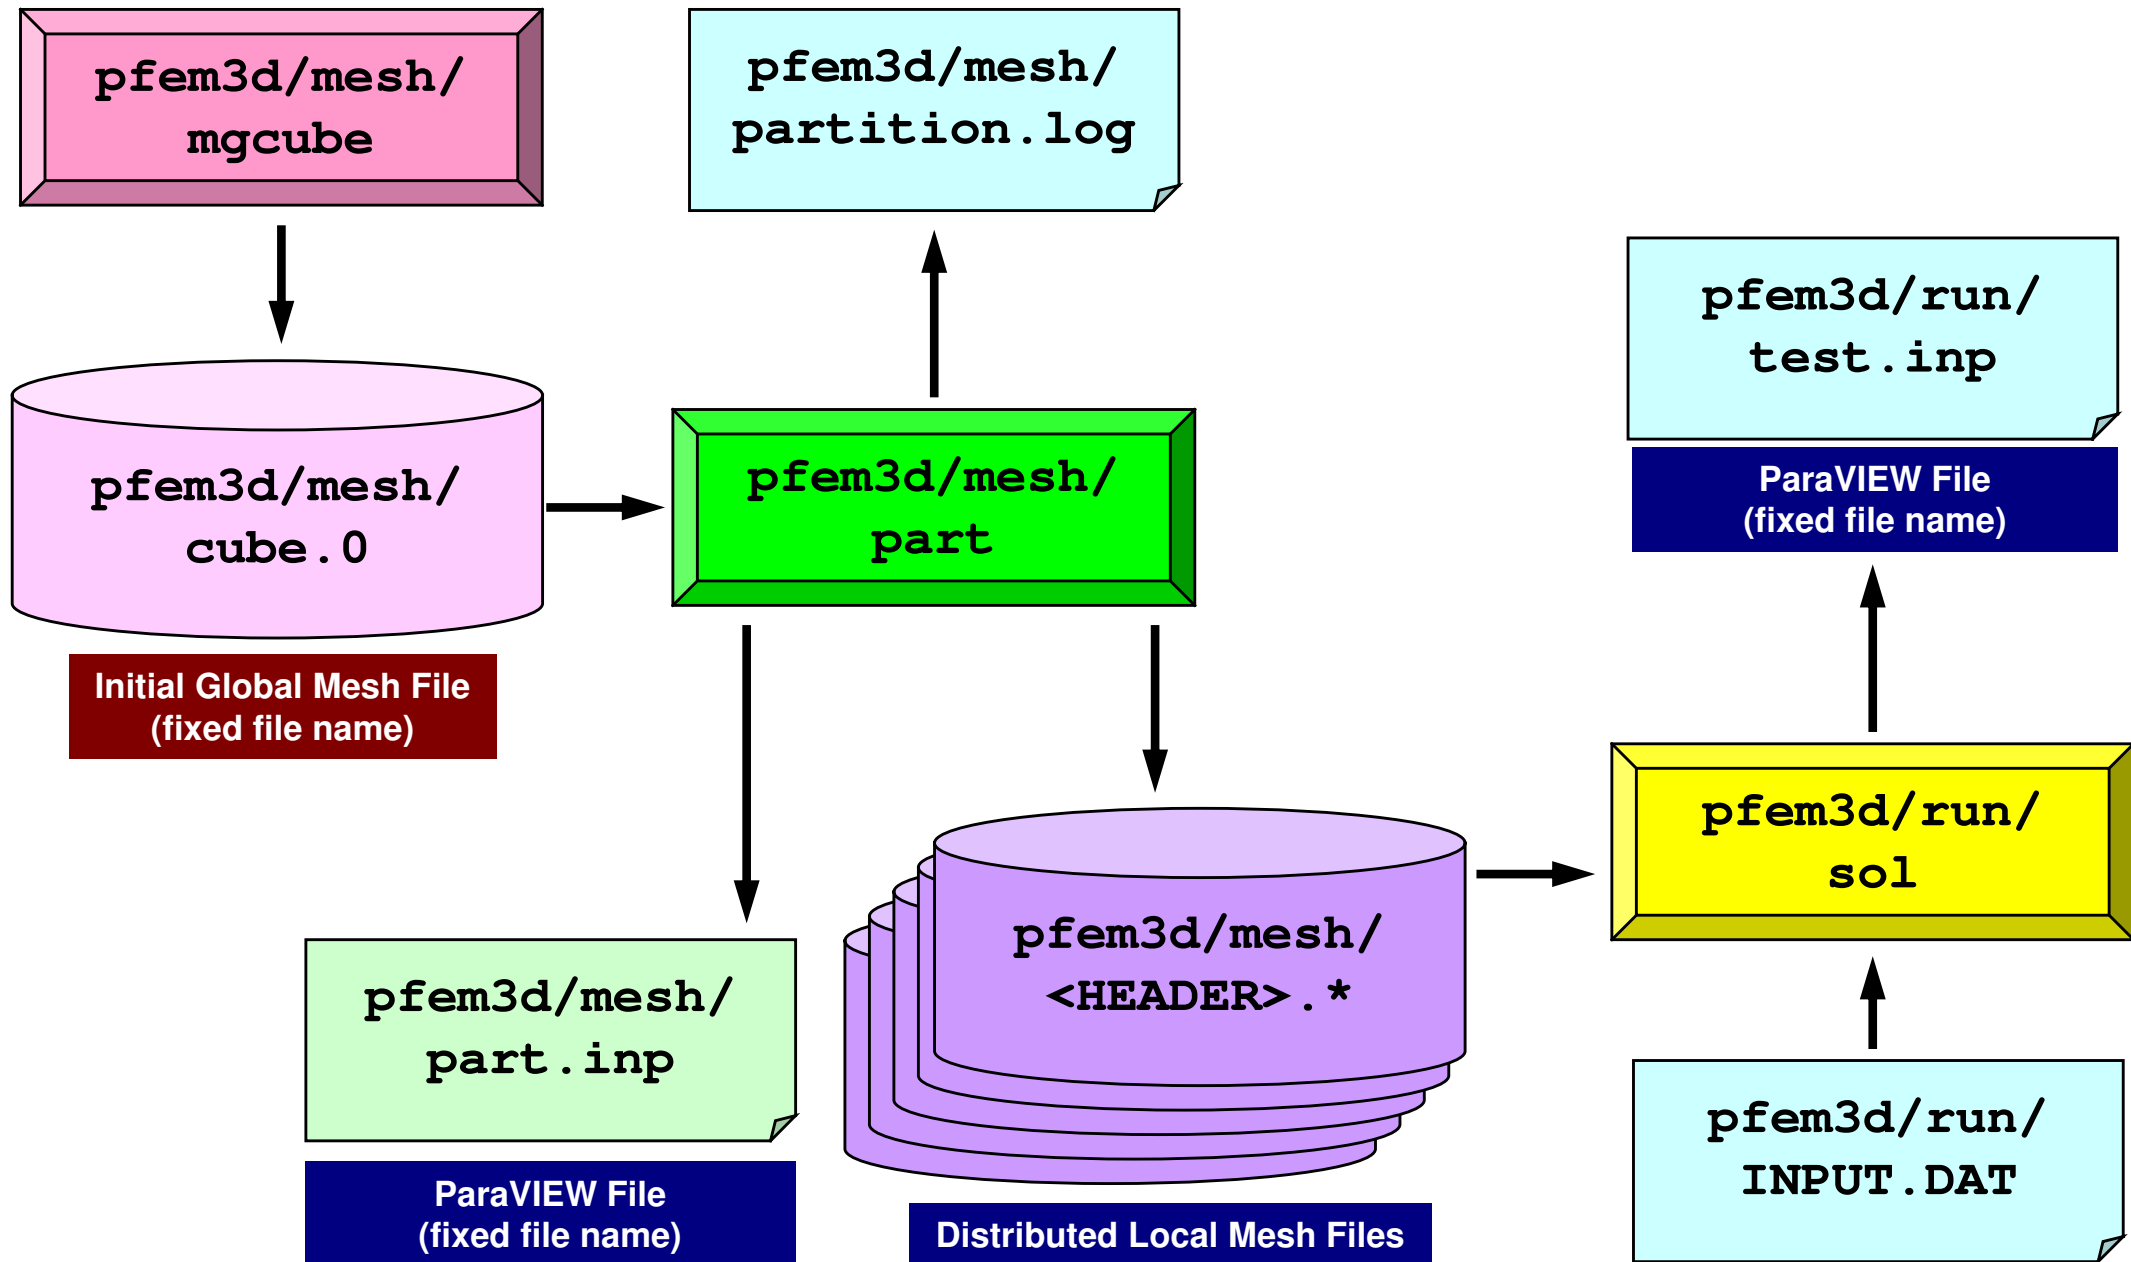 pfem3d/mesh/
mgcube
pfem3d/mesh/
partition.log
pfem3d/run/
test.inp
ParaVIEW File
(fixed file name)
pfem3d/mesh/
cube.0
Initial Global Mesh File
(fixed file name)
pfem3d/mesh/
part
pfem3d/run/
sol
pfem3d/mesh/
<HEADER>.*
Distributed Local Mesh Files
pfem3d/mesh/
part.inp
ParaVIEW File
(fixed file name)
pfem3d/run/
INPUT.DAT